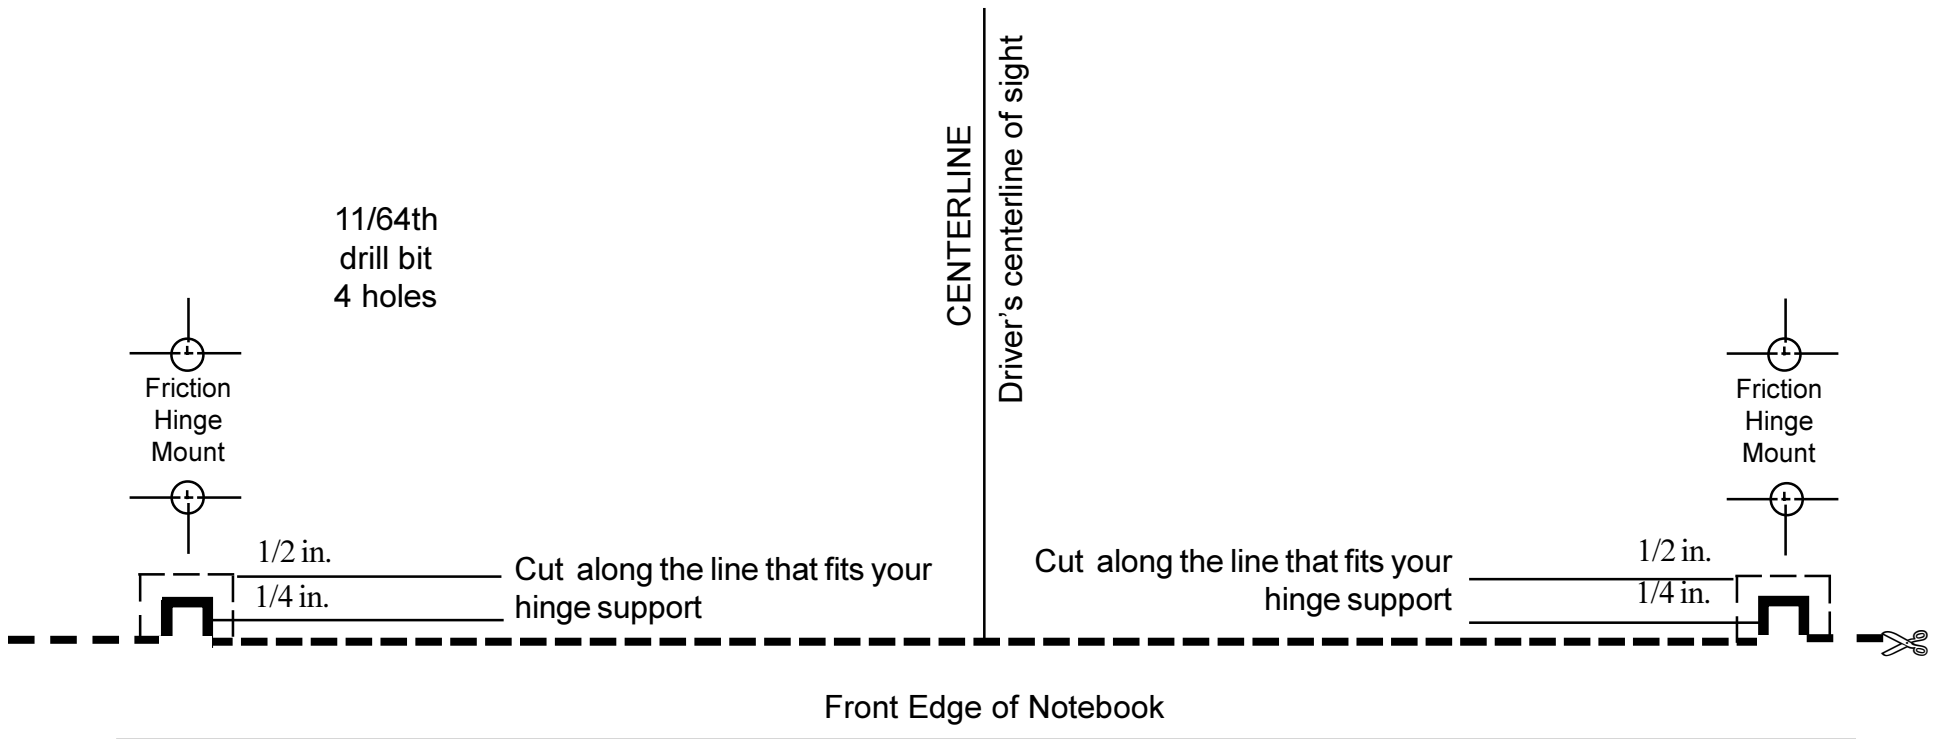 CENTERLINE
Driver's centerline of sight
11/64th
drill bit
4 holes
Friction
Hinge
Mount
Friction
Hinge
Mount
1/2 in.
1/4 in.
Cut along the line that fits your
hinge support
Cut along the line that fits your
hinge support
1/2 in.
1/4 in.
Front Edge of Notebook